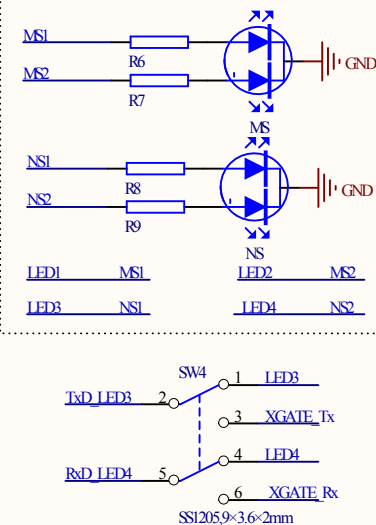 MS1
R6
MS2
R7
GND
MS
NS1
R8
NS2
R9
GND
NS
LED1 MS1 LED2 MS2
LED3 NS1 LED4 NS2
SW4
1 LED3
TxD_LED3 2
3 XGATE_Tx
4 LED4
RxD_LED4 5
6 XGATE_Rx
SS1205,9×3.6×2mm